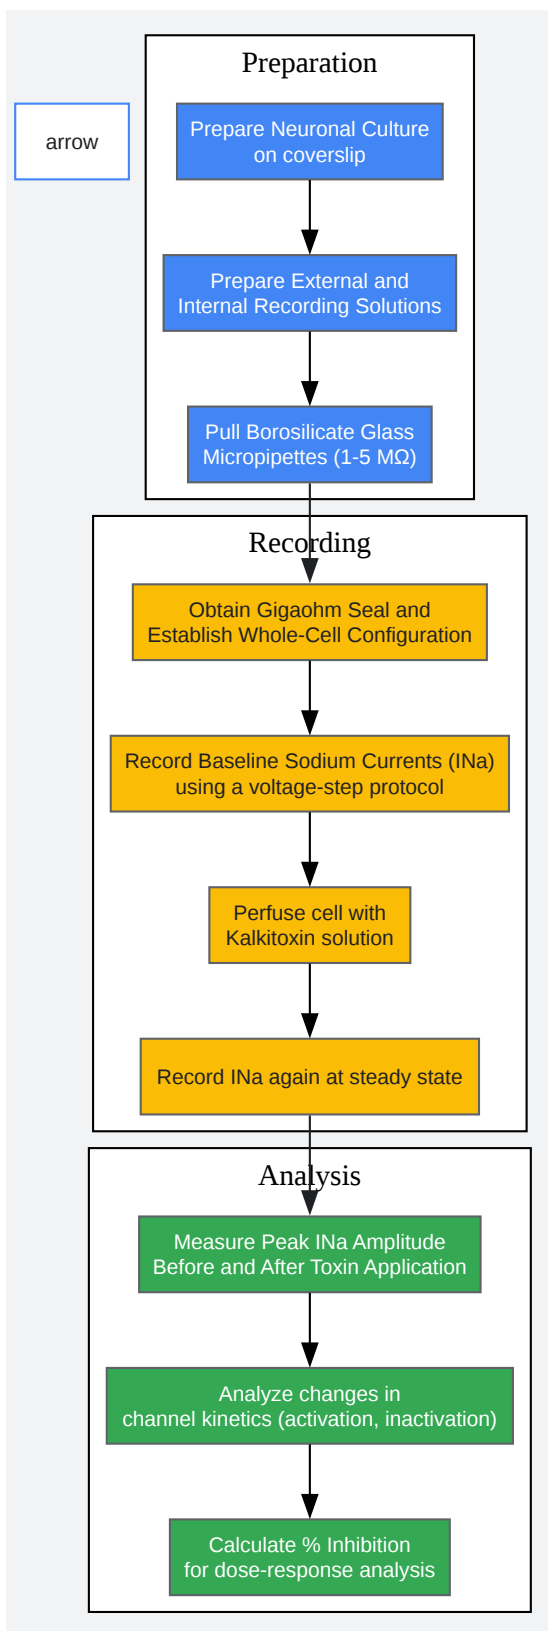 Preparation
arrow
Prepare Neuronal Culture
on coverslip
Prepare External and
Internal Recording Solutions
Pull Borosilicate Glass
Micropipettes (1-5 MΩ)
Recording
Obtain Gigaohm Seal and
Establish Whole-Cell Configuration
Record Baseline Sodium Currents (INa)
using a voltage-step protocol
Perfuse cell with
Kalkitoxin solution
Record INa again at steady state
Analysis
Measure Peak INa Amplitude
Before and After Toxin Application
Analyze changes in
channel kinetics (activation, inactivation)
Calculate % Inhibition
for dose-response analysis